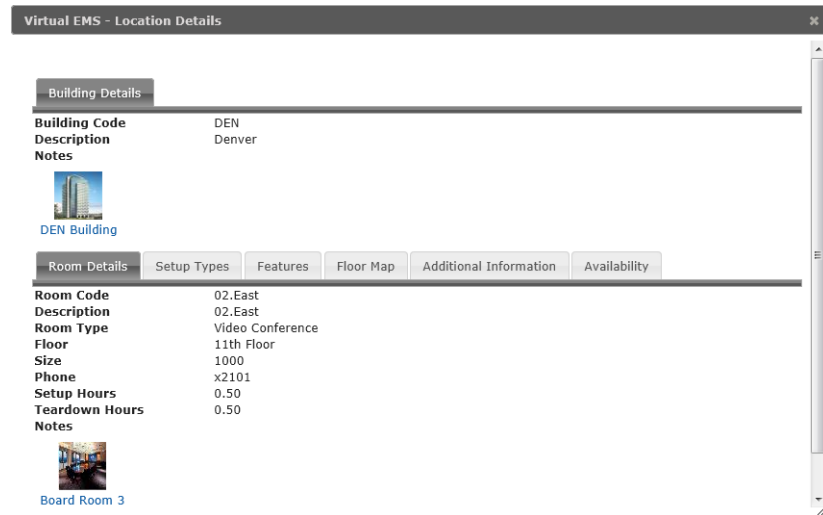 Virtual EMS - Location Details
Building Details
Building Code DEN
Description Denver
Notes
DEN Building
Room Details Setup Types Features Floor Map Additional Information Availability
Room Code 02.East
Description 02.East
Room Type Video Conference
Floor 11th Floor
Size 1000
Phone x2101
Setup Hours 0.50
Teardown Hours 0.50
Notes
Board Room 3